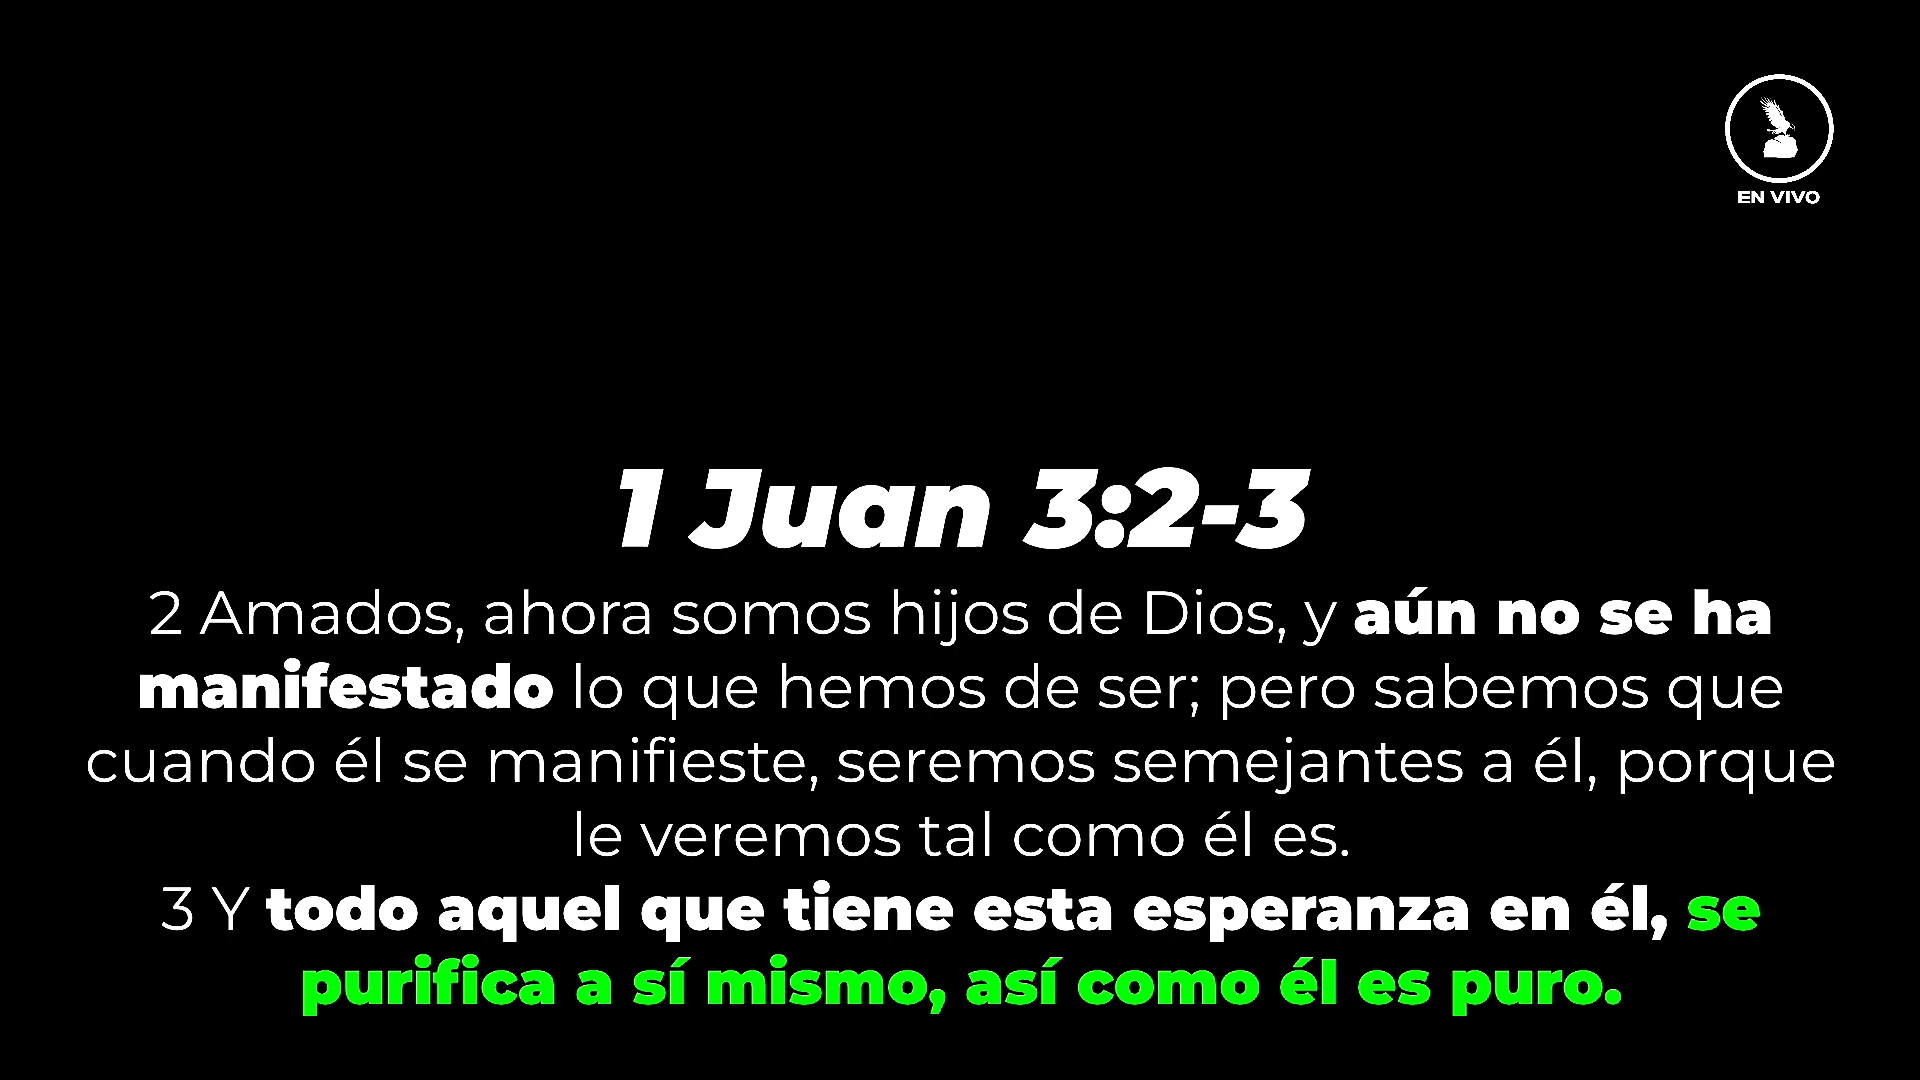 EN VIVO
1 Juan 3:2-3
2 Amados, ahora somos hijos de Dios, y aún no se ha
manifestado lo que hemos de ser; pero sabemos que
cuando él se manifieste, seremos semejantes a él, porque
le veremos tal como él es.
3 Y todo aquel que tiene esta esperanza en él, se
purifica a sí mismo, así como él es puro.